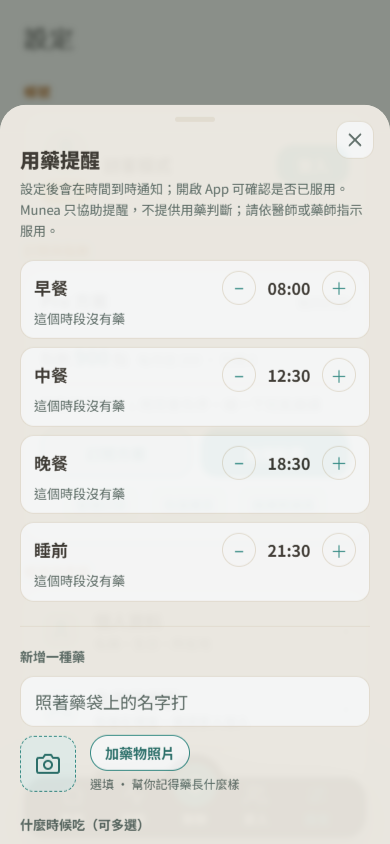 設定
用藥提醒
設定後會在時間到時通知；開啟 App 可確認是否已服用。
Munea 只協助提醒，不提供用藥判斷；請依醫師或藥師指示
服用。
早餐
− 08:00 +
這個時段沒有藥
中餐
− 12:30 +
這個時段沒有藥
晚餐
− 18:30 +
這個時段沒有藥
睡前
− 21:30 +
這個時段沒有藥
新增一種藥
照著藥袋上的名字打
加藥物照片
選填 · 幫你記得藥長什麼樣
什麼時候吃（可多選）